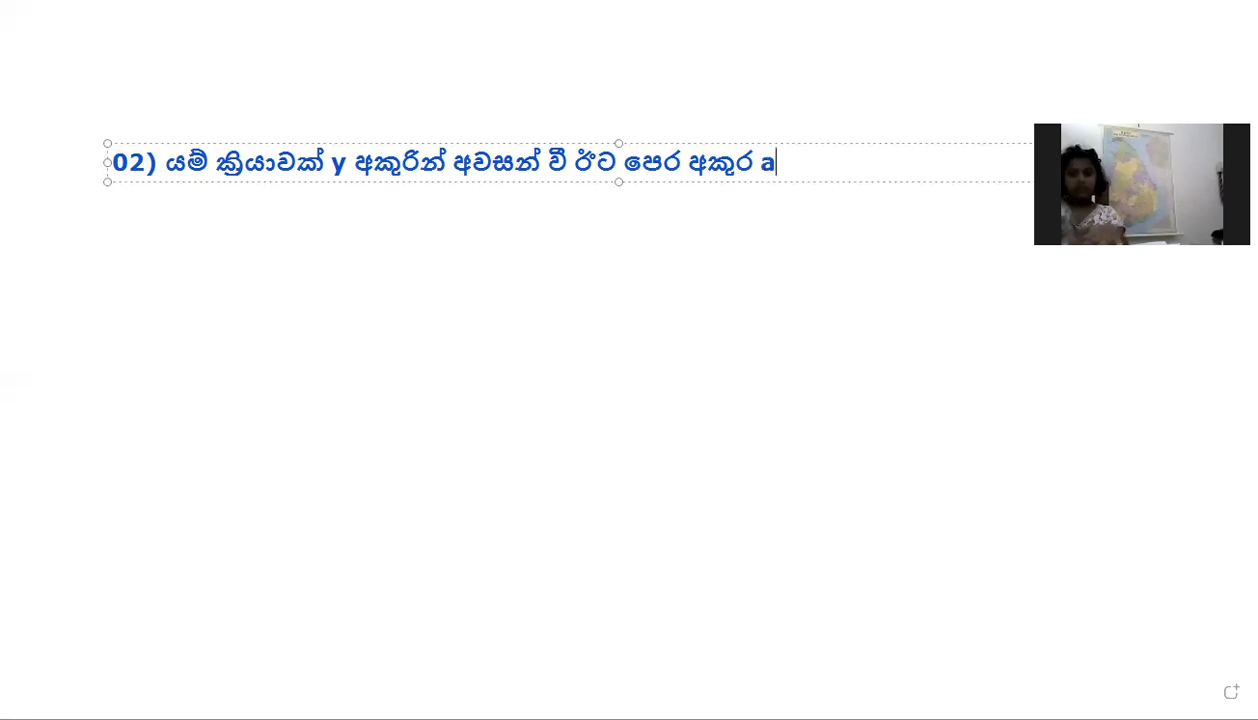 02) යම් ක්‍රියාවක් y අකුරින් අවසන් වී ඊට පෙර අකුර a